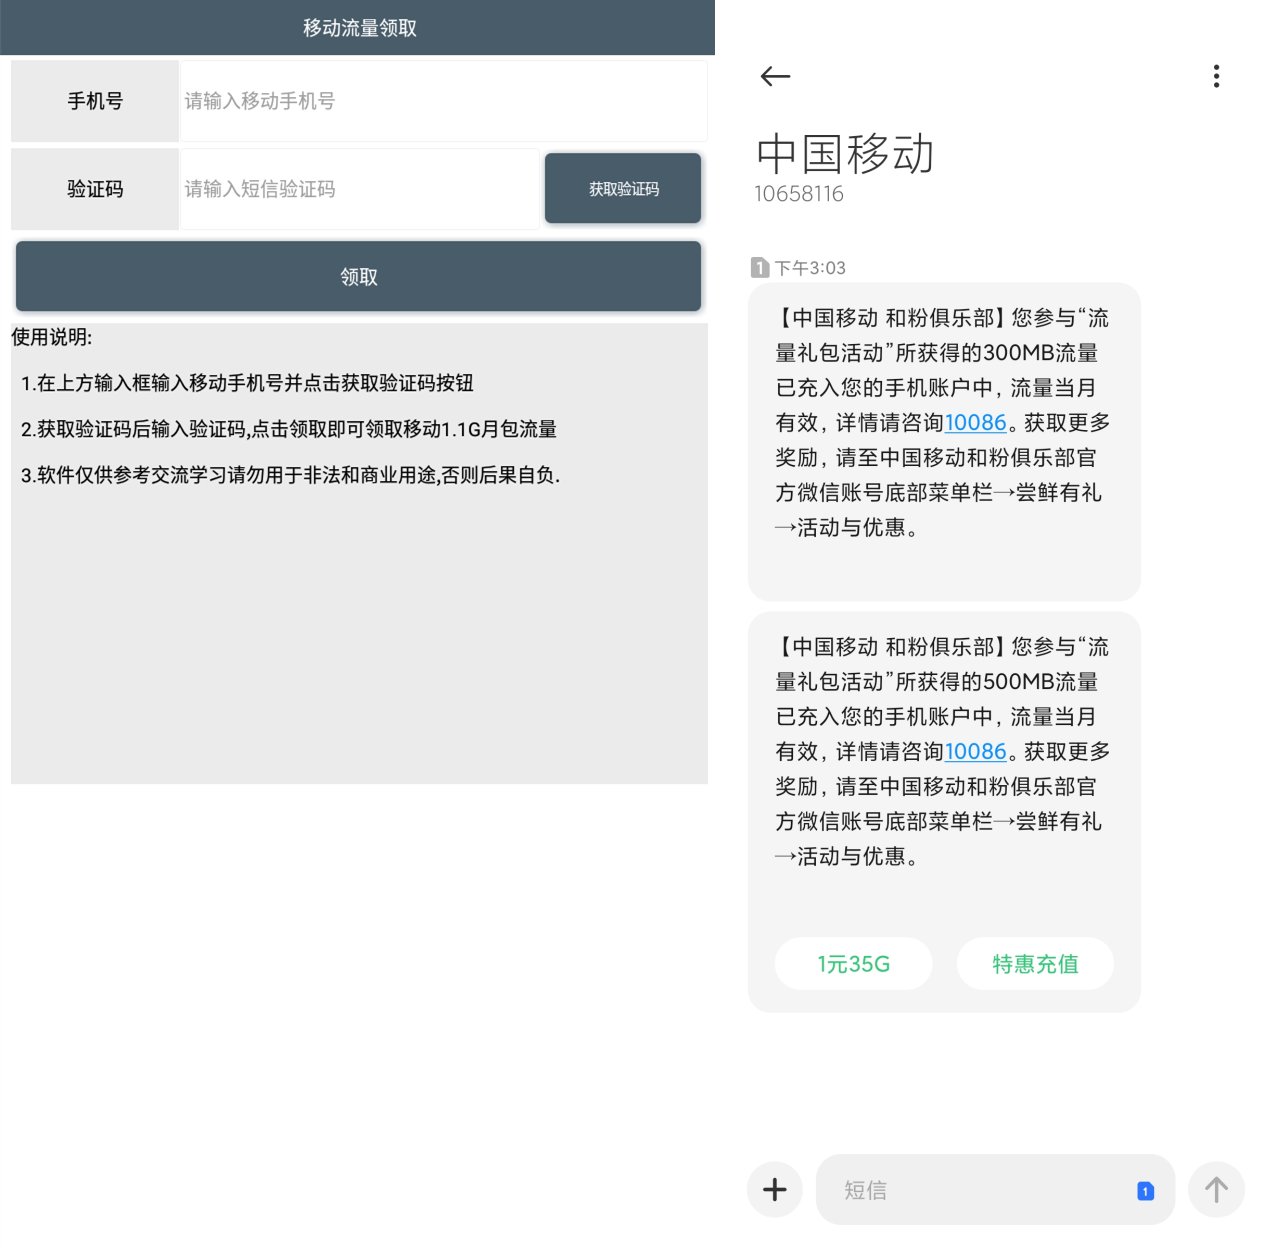 移动流量领取
手机号
请输入移动手机号
验证码
请输入短信验证码
获取验证码
领取
使用说明:
1.在上方输入框输入移动手机号并点击获取验证码按钮
2.获取验证码后输入验证码,点击领取即可领取移动1.1G月包流量
3.软件仅供参考交流学习请勿用于非法和商业用途,否则后果自负.
中国移动
10658116
1 下午3:03
【中国移动 和粉俱乐部】您参与“流
量礼包活动”所获得的300MB流量
已充入您的手机账户中，流量当月
有效，详情请咨询10086。获取更多
奖励，请至中国移动和粉俱乐部官
方微信账号底部菜单栏→尝鲜有礼
→活动与优惠。
【中国移动 和粉俱乐部】您参与“流
量礼包活动”所获得的500MB流量
已充入您的手机账户中，流量当月
有效，详情请咨询10086。获取更多
奖励，请至中国移动和粉俱乐部官
方微信账号底部菜单栏→尝鲜有礼
→活动与优惠。
1元35G
特惠充值
短信
1